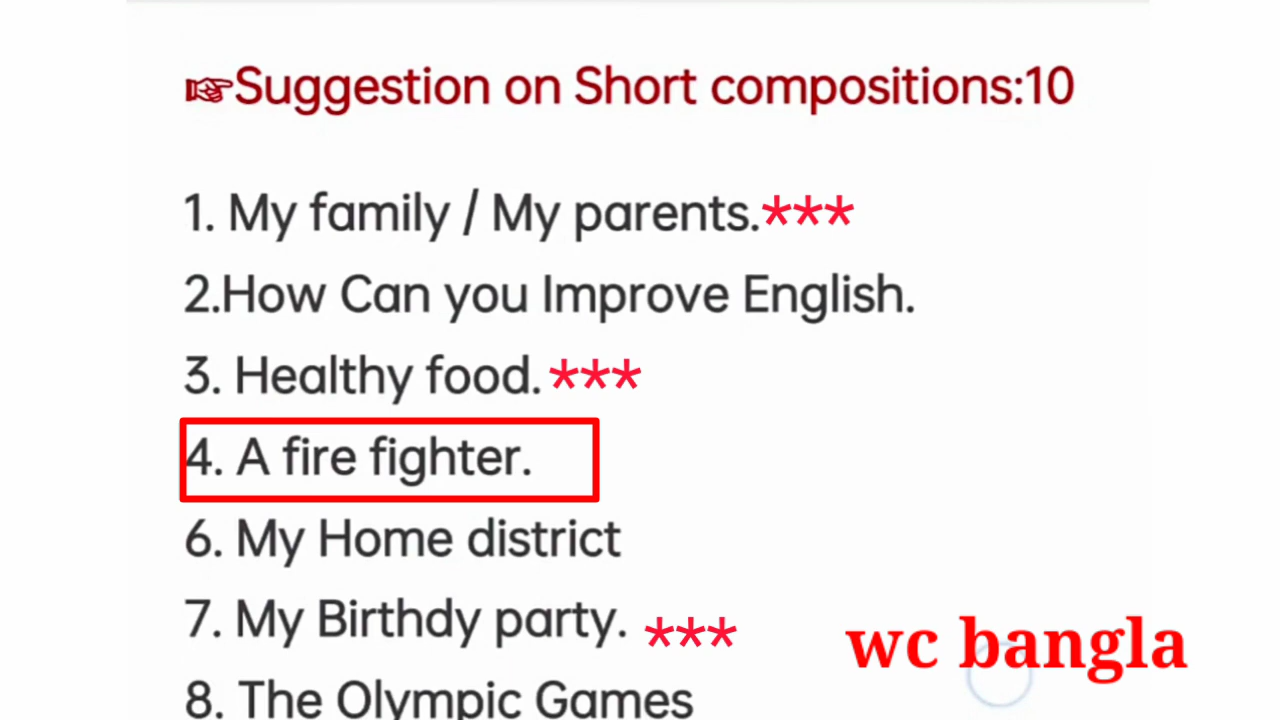 ☞Suggestion on Short compositions:10
1. My family / My parents.***
2.How Can you Improve English.
3. Healthy food.***
4. A fire fighter.
6. My Home district
7. My Birthdy party. ***
wc bangla
8. The Olympic Games